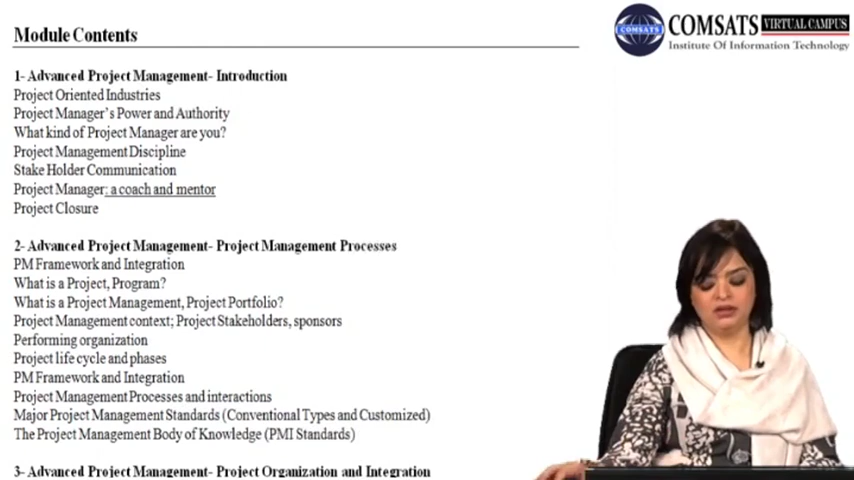 Module Contents
COMSATS VIRTUAL CAMPUS
COMSATS
Institute Of Information Technology
1- Advanced Project Management- Introduction
Project Oriented Industries
Project Manager's Power and Authority
What kind of Project Manager are you?
Project Management Discipline
Stake Holder Communication
Project Manager: a coach and mentor
Project Closure
2- Advanced Project Management- Project Management Processes
PM Framework and Integration
What is a Project, Program?
What is a Project Management, Project Portfolio?
Project Management context; Project Stakeholders, sponsors
Performing organization
Project life cycle and phases
PM Framework and Integration
Project Management Processes and interactions
Major Project Management Standards (Conventional Types and Customized)
The Project Management Body of Knowledge (PMI Standards)
3- Advanced Project Management- Project Organization and Integration